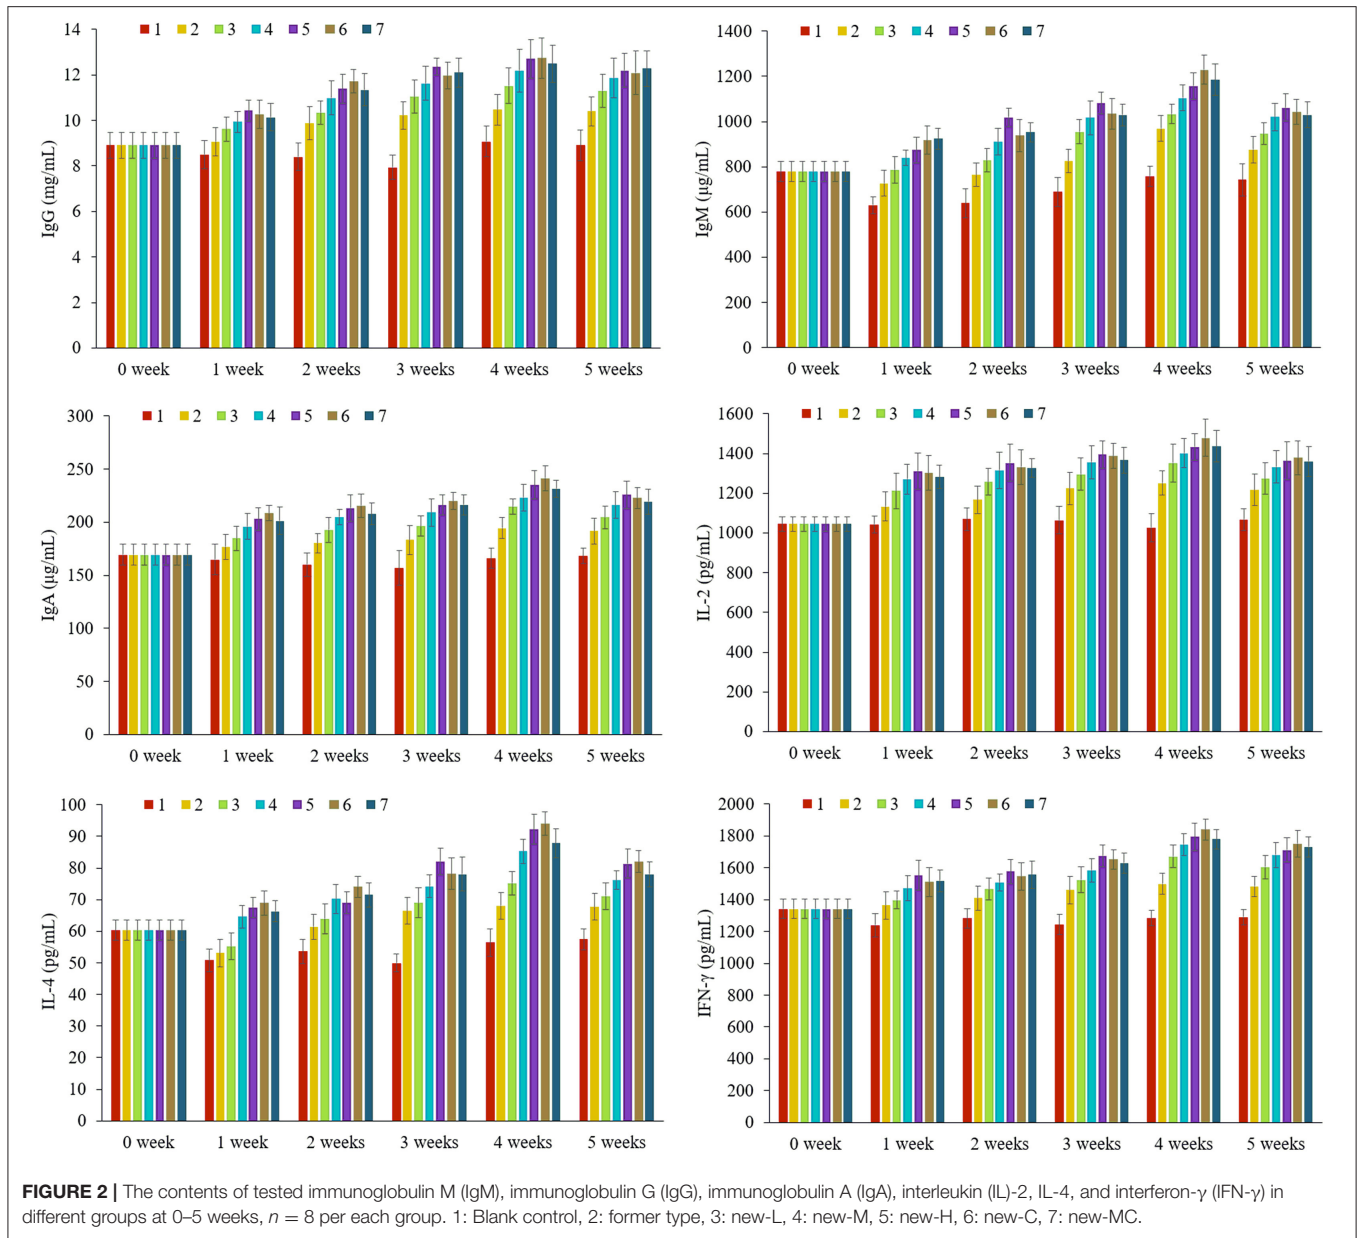 1 2 3 4 5 6 7
14
12
10
8
6
4
2
0
IgG (mg/mL)
0 week 1 week 2 weeks 3 weeks 4 weeks 5 weeks
1 2 3 4 5 6 7
1400
1200
1000
800
600
400
200
0
IgM (μg/mL)
0 week 1 week 2 weeks 3 weeks 4 weeks 5 weeks
1 2 3 4 5 6 7
300
250
200
150
100
50
0
IgA (μg/mL)
0 week 1 week 2 weeks 3 weeks 4 weeks 5 weeks
1 2 3 4 5 6 7
1600
1400
1200
1000
800
600
400
200
0
IL-2 (pg/mL)
0 week 1 week 2 weeks 3 weeks 4 weeks 5 weeks
1 2 3 4 5 6 7
100
90
80
70
60
50
40
30
20
10
0
IL-4 (pg/mL)
0 week 1 week 2 weeks 3 weeks 4 weeks 5 weeks
1 2 3 4 5 6 7
2000
1800
1600
1400
1200
1000
800
600
400
200
0
IFN-γ (pg/mL)
0 week 1 week 2 weeks 3 weeks 4 weeks 5 weeks
FIGURE 2 | The contents of tested immunoglobulin M (IgM), immunoglobulin G (IgG), immunoglobulin A (IgA), interleukin (IL)-2, IL-4, and interferon-γ (IFN-γ) in
different groups at 0–5 weeks, n = 8 per each group. 1: Blank control, 2: former type, 3: new-L, 4: new-M, 5: new-H, 6: new-C, 7: new-MC.